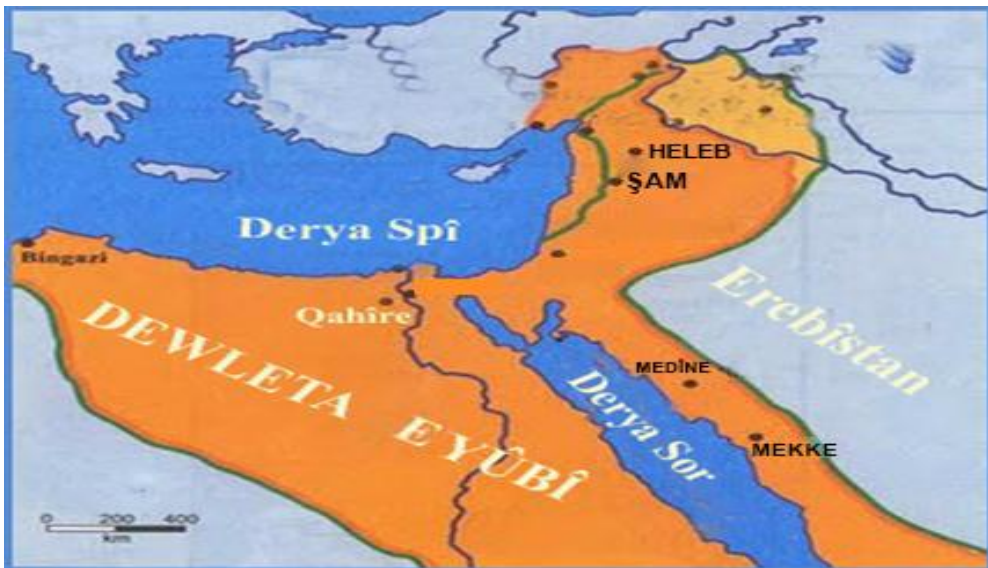 HELEB
ŞAM
Derya Spî
Bingazi
Qahîre
Erebîstan
DEWLETA EYÛBÎ
MEDÎNE
Derya Sor
MEKKE
0 200 400
km